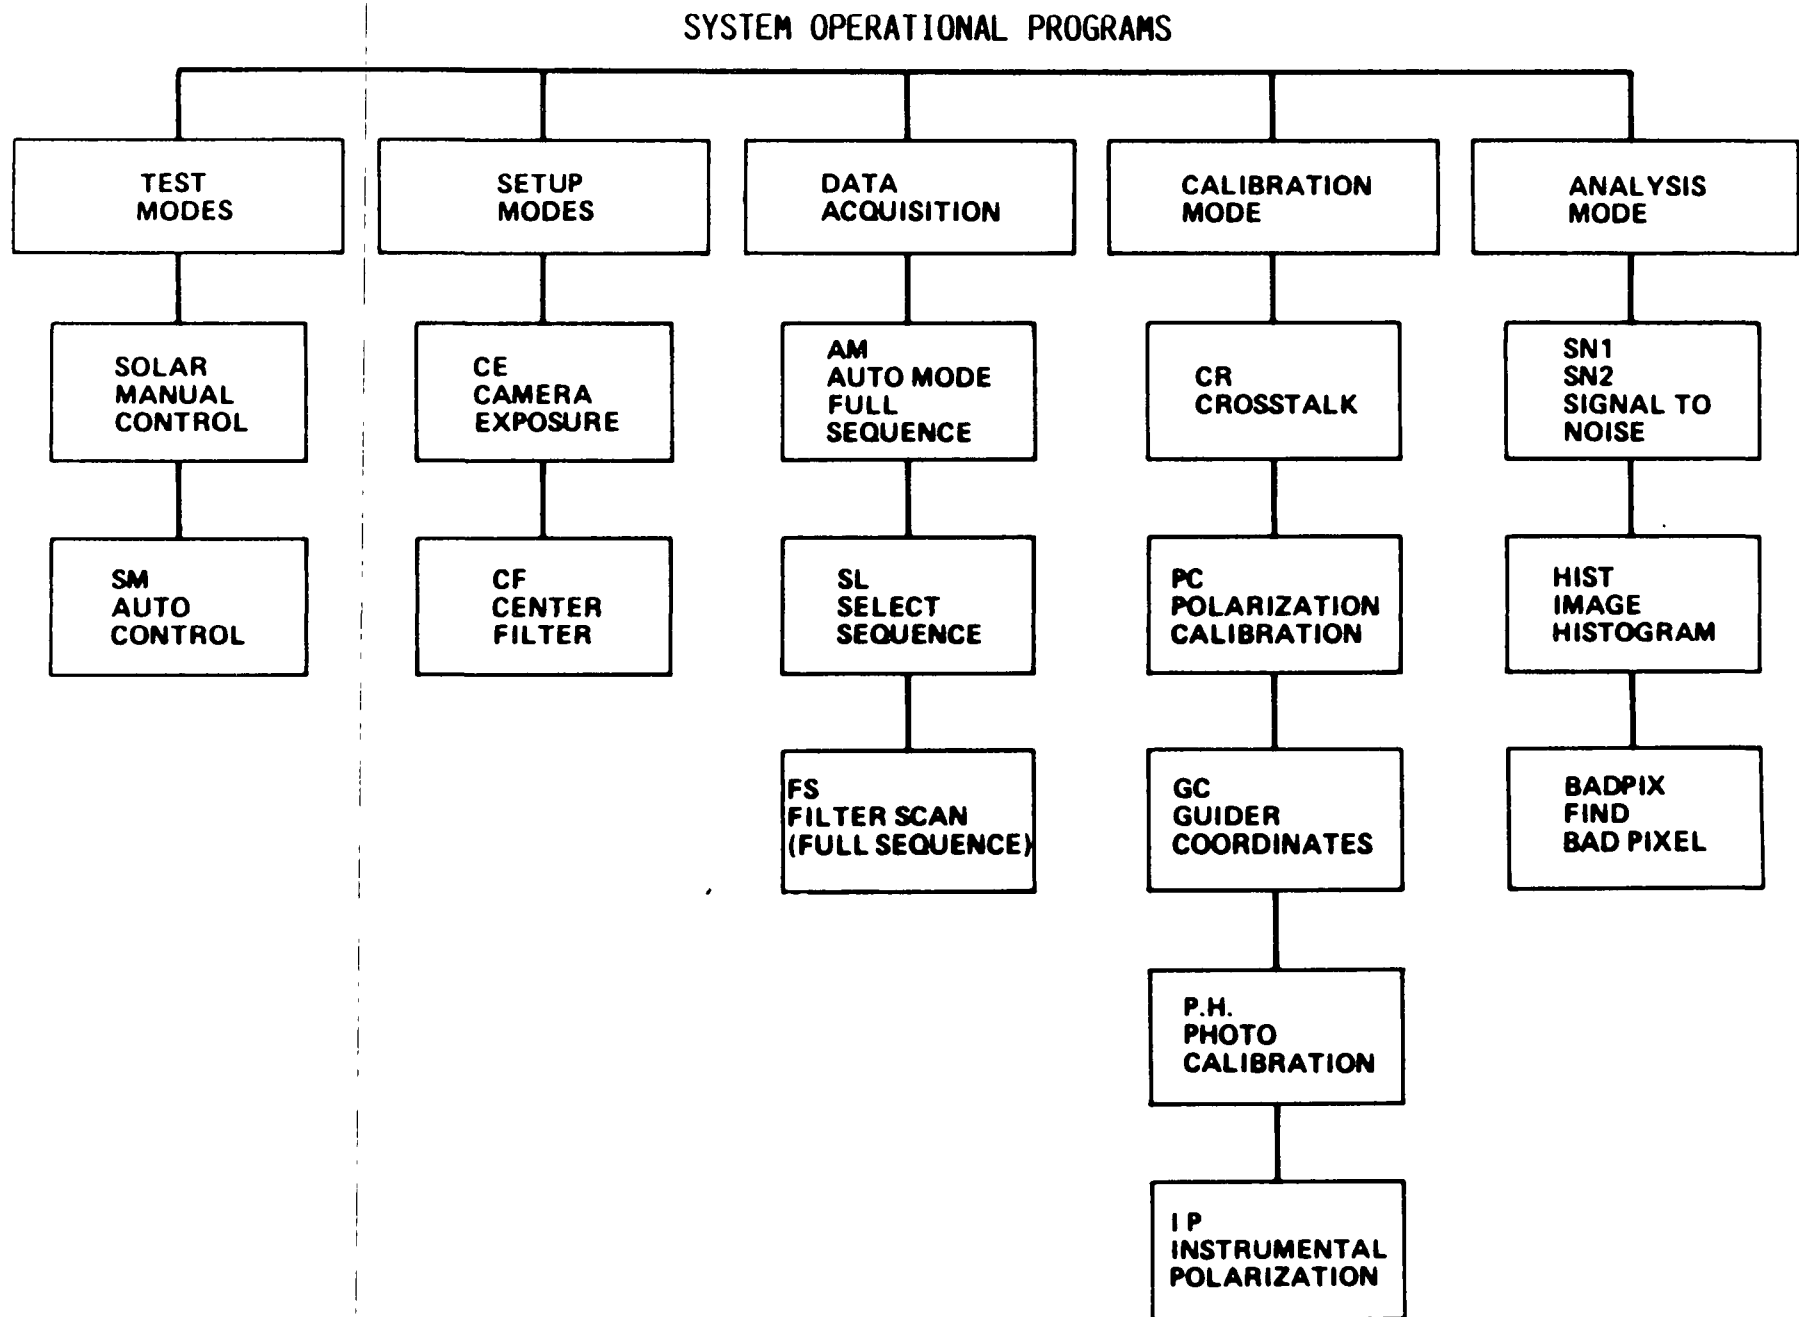 SYSTEM OPERATIONAL PROGRAMS
TEST
MODES
SOLAR
MANUAL
CONTROL
SM
AUTO
CONTROL
SETUP
MODES
CE
CAMERA
EXPOSURE
CF
CENTER
FILTER
DATA
ACQUISITION
AM
AUTO MODE
FULL
SEQUENCE
SL
SELECT
SEQUENCE
FS
FILTER SCAN
(FULL SEQUENCE)
CALIBRATION
MODE
CR
CROSSTALK
PC
POLARIZATION
CALIBRATION
GC
GUIDER
COORDINATES
P.H.
PHOTO
CALIBRATION
I P
INSTRUMENTAL
POLARIZATION
ANALYSIS
MODE
SN1
SN2
SIGNAL TO
NOISE
HIST
IMAGE
HISTOGRAM
BADPIX
FIND
BAD PIXEL